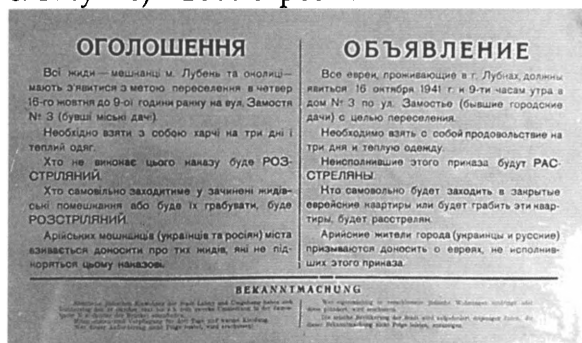 ОГОЛОШЕННЯ
Всі жиди — мешканці м. Лубень та околиці —
мають з'явитися з метою переселення в четвер
16-го жовтня до 9-ої години ранку на вул. Замостя
№ 3 (бувші міські дачі).
Необхідно взяти з собою харчі на три дні і
теплий одяг.
Хто не виконає цього наказу буде РОЗ-
СТРІЛЯНИЙ.
Хто самовільно заходитиме у зачинені жидів-
ські помешкання або буде їх грабувати, буде
РОЗСТРІЛЯНИЙ.
Арійських мешканців (українців та росіян) міста
взивається доносити про тих жидів, які не під-
коряться цьому наказові.
ОБЪЯВЛЕНИЕ
Все евреи, проживающие в г. Лубнах, должны
явиться 16 октября 1941 г. к 9-ти часам утра в
дом № 3 по ул. Замостье (бывшие городские
дачи) с целью переселения.
Необходимо взять с собой продовольствие на
три дня и теплую одежду.
Неисполнившие этого приказа будут РАС-
СТРЕЛЯНЫ.
Кто самовольно будет заходить в закрытые
еврейские квартиры или будет грабить эти квар-
тиры, будет расстрелян.
Арийские жители города (украинцы и русские)
призываются доносить о евреях, не исполнив-
ших этого приказа.
BEKANNTMACHUNG